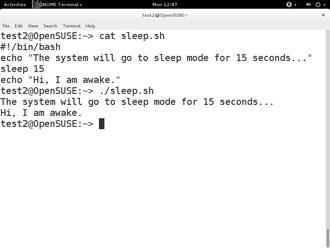 Activities GNOME Terminal Mon 12:47
test2@OpenSUSE:~
File Edit View Search Terminal Help
test2@OpenSUSE:~> cat sleep.sh
#!/bin/bash
echo "The system will go to sleep mode for 15 seconds..."
sleep 15
echo "Hi, I am awake."
test2@OpenSUSE:~> ./sleep.sh
The system will go to sleep mode for 15 seconds...
Hi, I am awake.
test2@OpenSUSE:~>